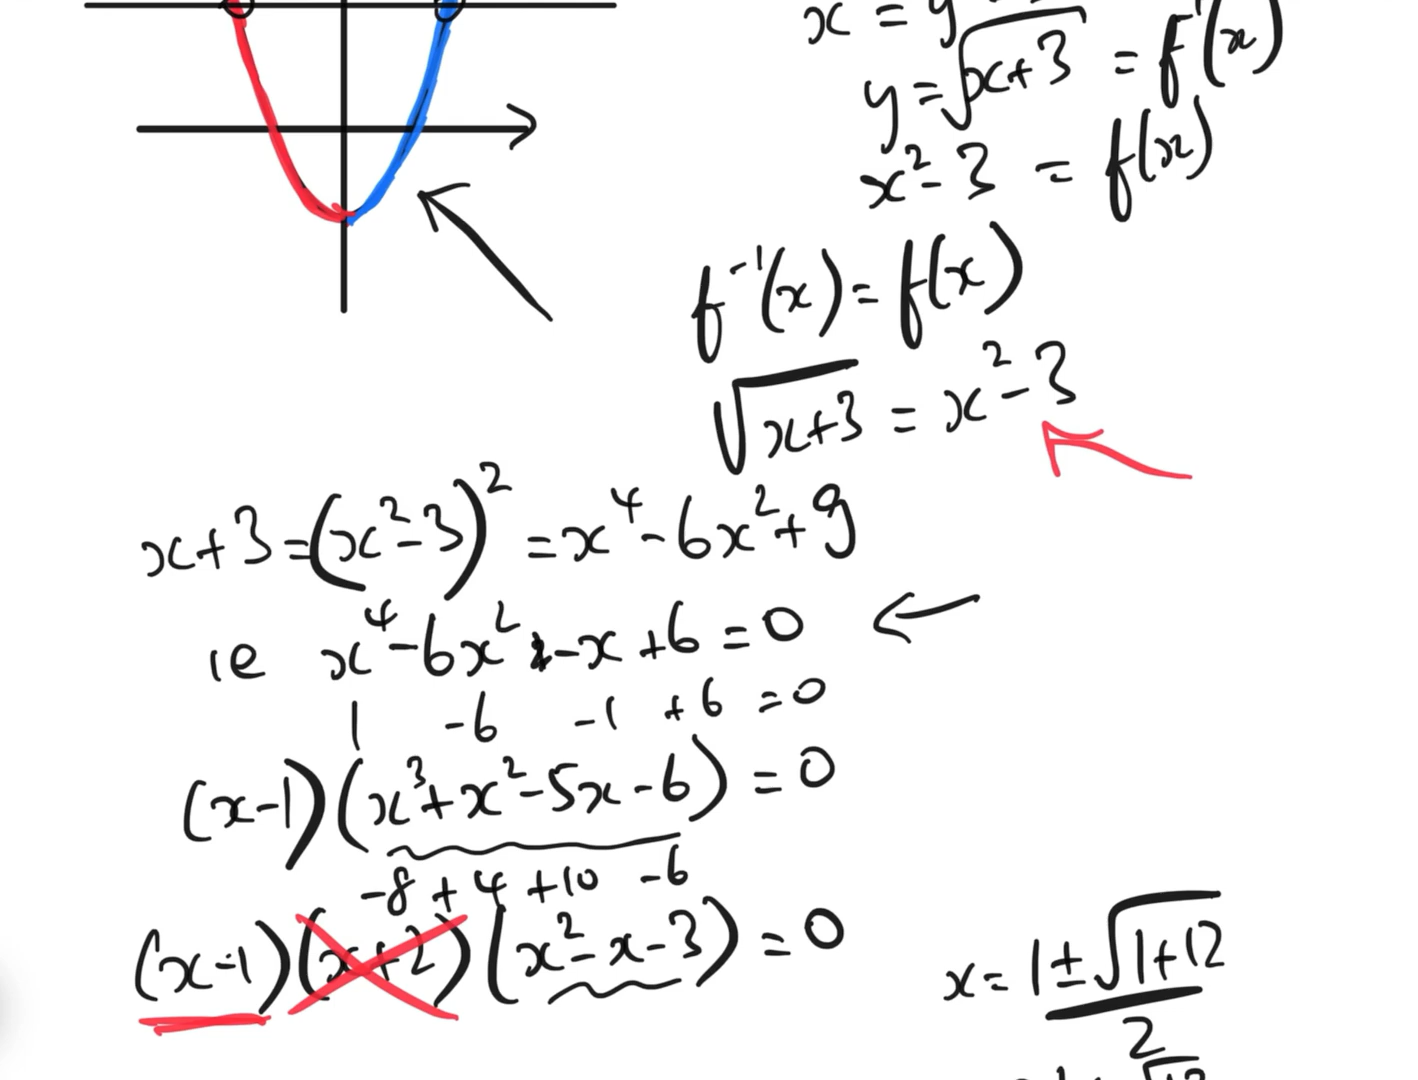 x = y
y = √x+3 = f⁻¹(x)
x² - 3 = f(x)
f⁻¹(x) = f(x)
√x+3 = x² - 3
x+3 = (x² - 3)² = x⁴ - 6x² + 9
ie x⁴ - 6x² - x + 6 = 0
1 -6 -1 +6 = 0
(x-1)(x³+x²-5x-6) = 0
-8 + 4 +10 -6
(x-1)(x+2)(x²-x-3) = 0
x = 1±√1+12
2